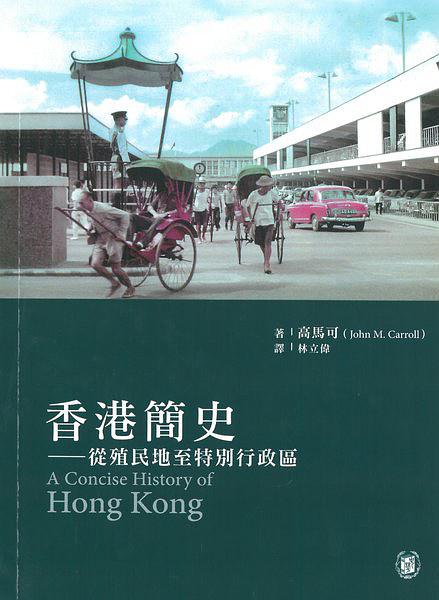 著 | 高馬可 (John M. Carroll)
譯 | 林立偉
香港簡史
——從殖民地至特別行政區
A Concise History of
Hong Kong